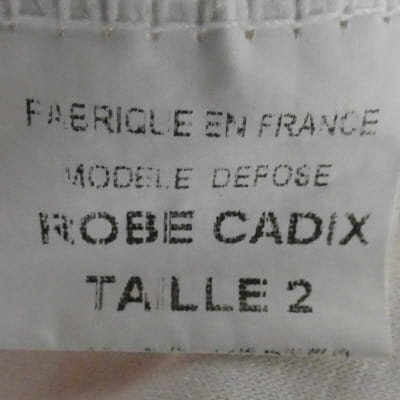 FABRIQUE EN FRANCE
MODELE DEPOSE
ROBE CADIX
TAILLE 2